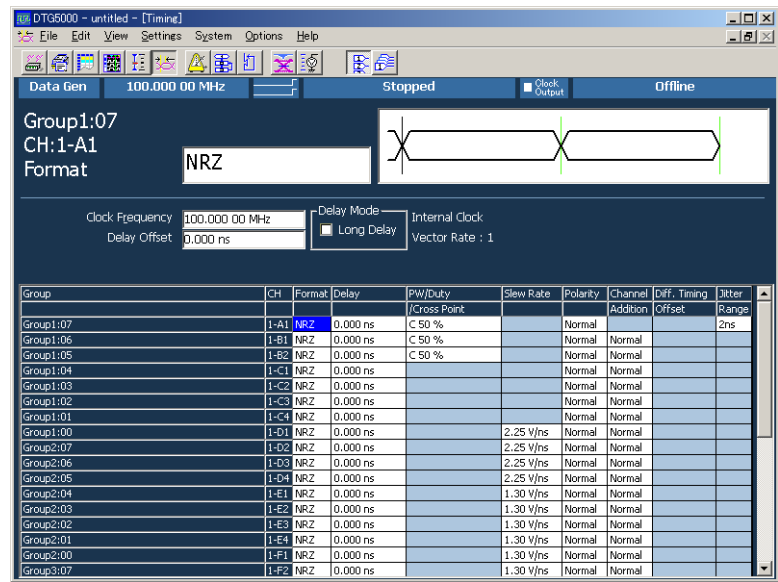 DTG5000 - untitled - [Timing]
File Edit View Settings System Options Help
Data Gen 100.000 00 MHz Stopped Clock Output Offline
Group1:07
CH:1-A1
Format NRZ
Clock Frequency 100.000 00 MHz Delay Mode Internal Clock
Delay Offset 0.000 ns Long Delay Vector Rate : 1
Group CH Format Delay PW/Duty Slew Rate Polarity Channel Diff. Timing Jitter
/Cross Point Addition Offset Range
Group1:07 1-A1 NRZ 0.000 ns C 50 % Normal 2ns
Group1:06 1-B1 NRZ 0.000 ns C 50 % Normal Normal
Group1:05 1-B2 NRZ 0.000 ns C 50 % Normal Normal
Group1:04 1-C1 NRZ 0.000 ns Normal Normal
Group1:03 1-C2 NRZ 0.000 ns Normal Normal
Group1:02 1-C3 NRZ 0.000 ns Normal Normal
Group1:01 1-C4 NRZ 0.000 ns Normal Normal
Group1:00 1-D1 NRZ 0.000 ns 2.25 V/ns Normal Normal
Group2:07 1-D2 NRZ 0.000 ns 2.25 V/ns Normal Normal
Group2:06 1-D3 NRZ 0.000 ns 2.25 V/ns Normal Normal
Group2:05 1-D4 NRZ 0.000 ns 2.25 V/ns Normal Normal
Group2:04 1-E1 NRZ 0.000 ns 1.30 V/ns Normal Normal
Group2:03 1-E2 NRZ 0.000 ns 1.30 V/ns Normal Normal
Group2:02 1-E3 NRZ 0.000 ns 1.30 V/ns Normal Normal
Group2:01 1-E4 NRZ 0.000 ns 1.30 V/ns Normal Normal
Group2:00 1-F1 NRZ 0.000 ns 1.30 V/ns Normal Normal
Group3:07 1-F2 NRZ 0.000 ns 1.30 V/ns Normal Normal